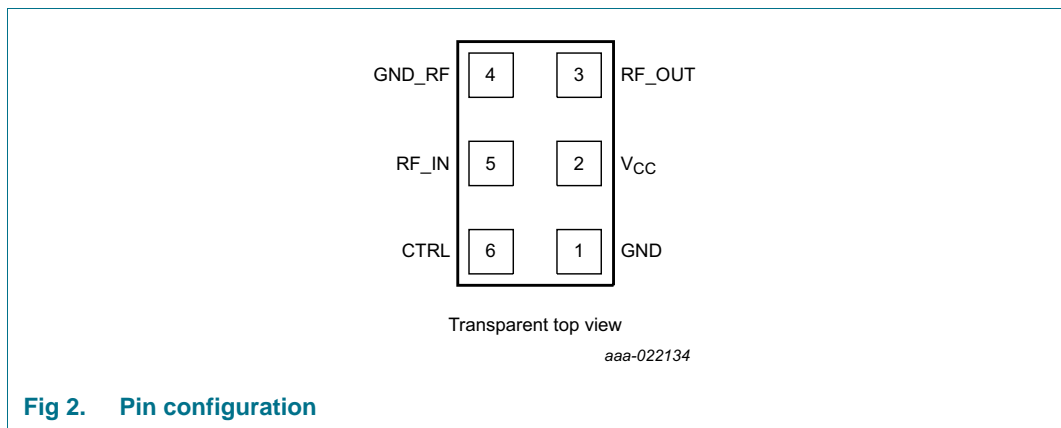 GND_RF 4 3 RF_OUT
RF_IN 5 2 VCC
CTRL 6 1 GND
Transparent top view
aaa-022134
Fig 2. Pin configuration